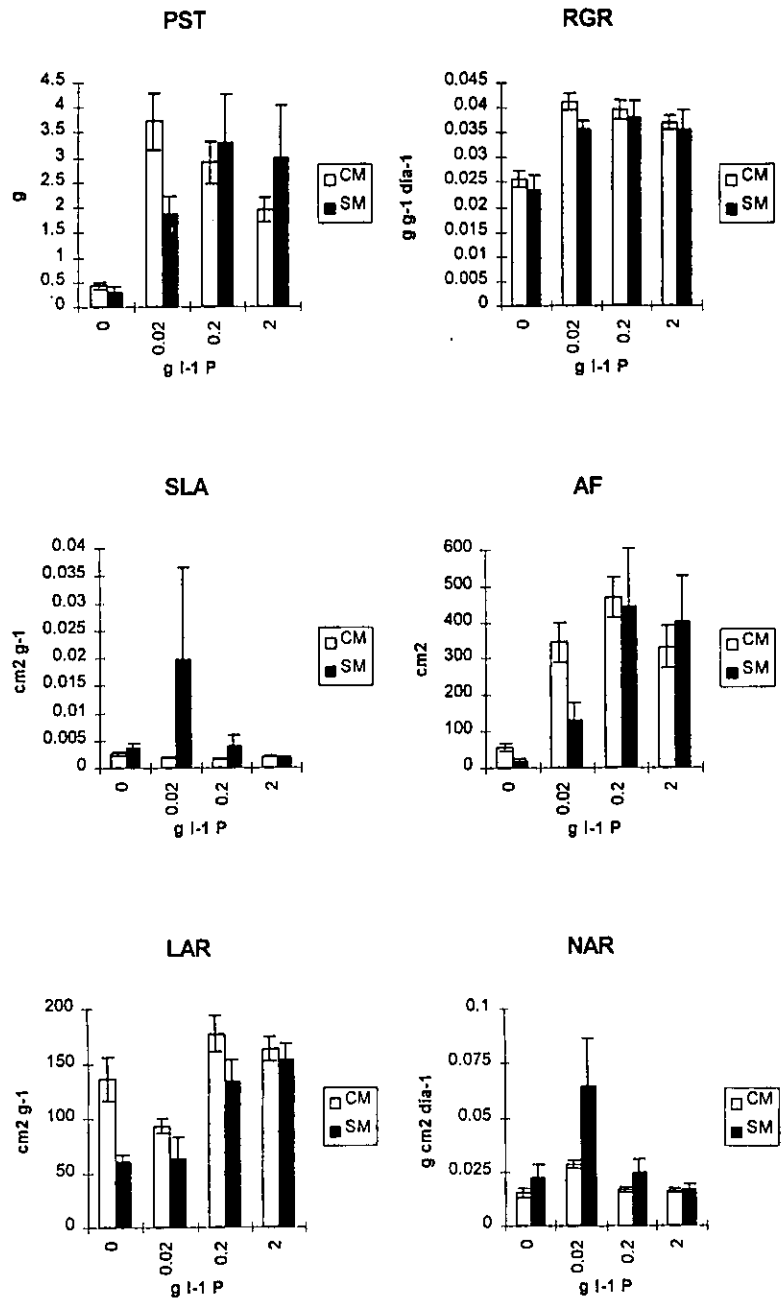 PST
4.5
4
3.5
3
2.5
2
1.5
1
0.5
0
g
0
0.02
0.2
2
g l-1 P
CM
SM
RGR
0.045
0.04
0.035
0.03
0.025
0.02
0.015
0.01
0.005
0
g g-1 día-1
0
0.02
0.2
2
g l-1 P
CM
SM
SLA
0.04
0.035
0.03
0.025
0.02
0.015
0.01
0.005
0
cm2 g-1
0
0.02
0.2
2
g l-1 P
CM
SM
AF
600
500
400
300
200
100
0
cm2
0
0.02
0.2
2
g l-1 P
CM
SM
LAR
200
150
100
50
0
cm2 g-1
0
0.02
0.2
2
g l-1 P
CM
SM
NAR
0.1
0.075
0.05
0.025
0
g cm2 día-1
0
0.02
0.2
2
g l-1 P
CM
SM